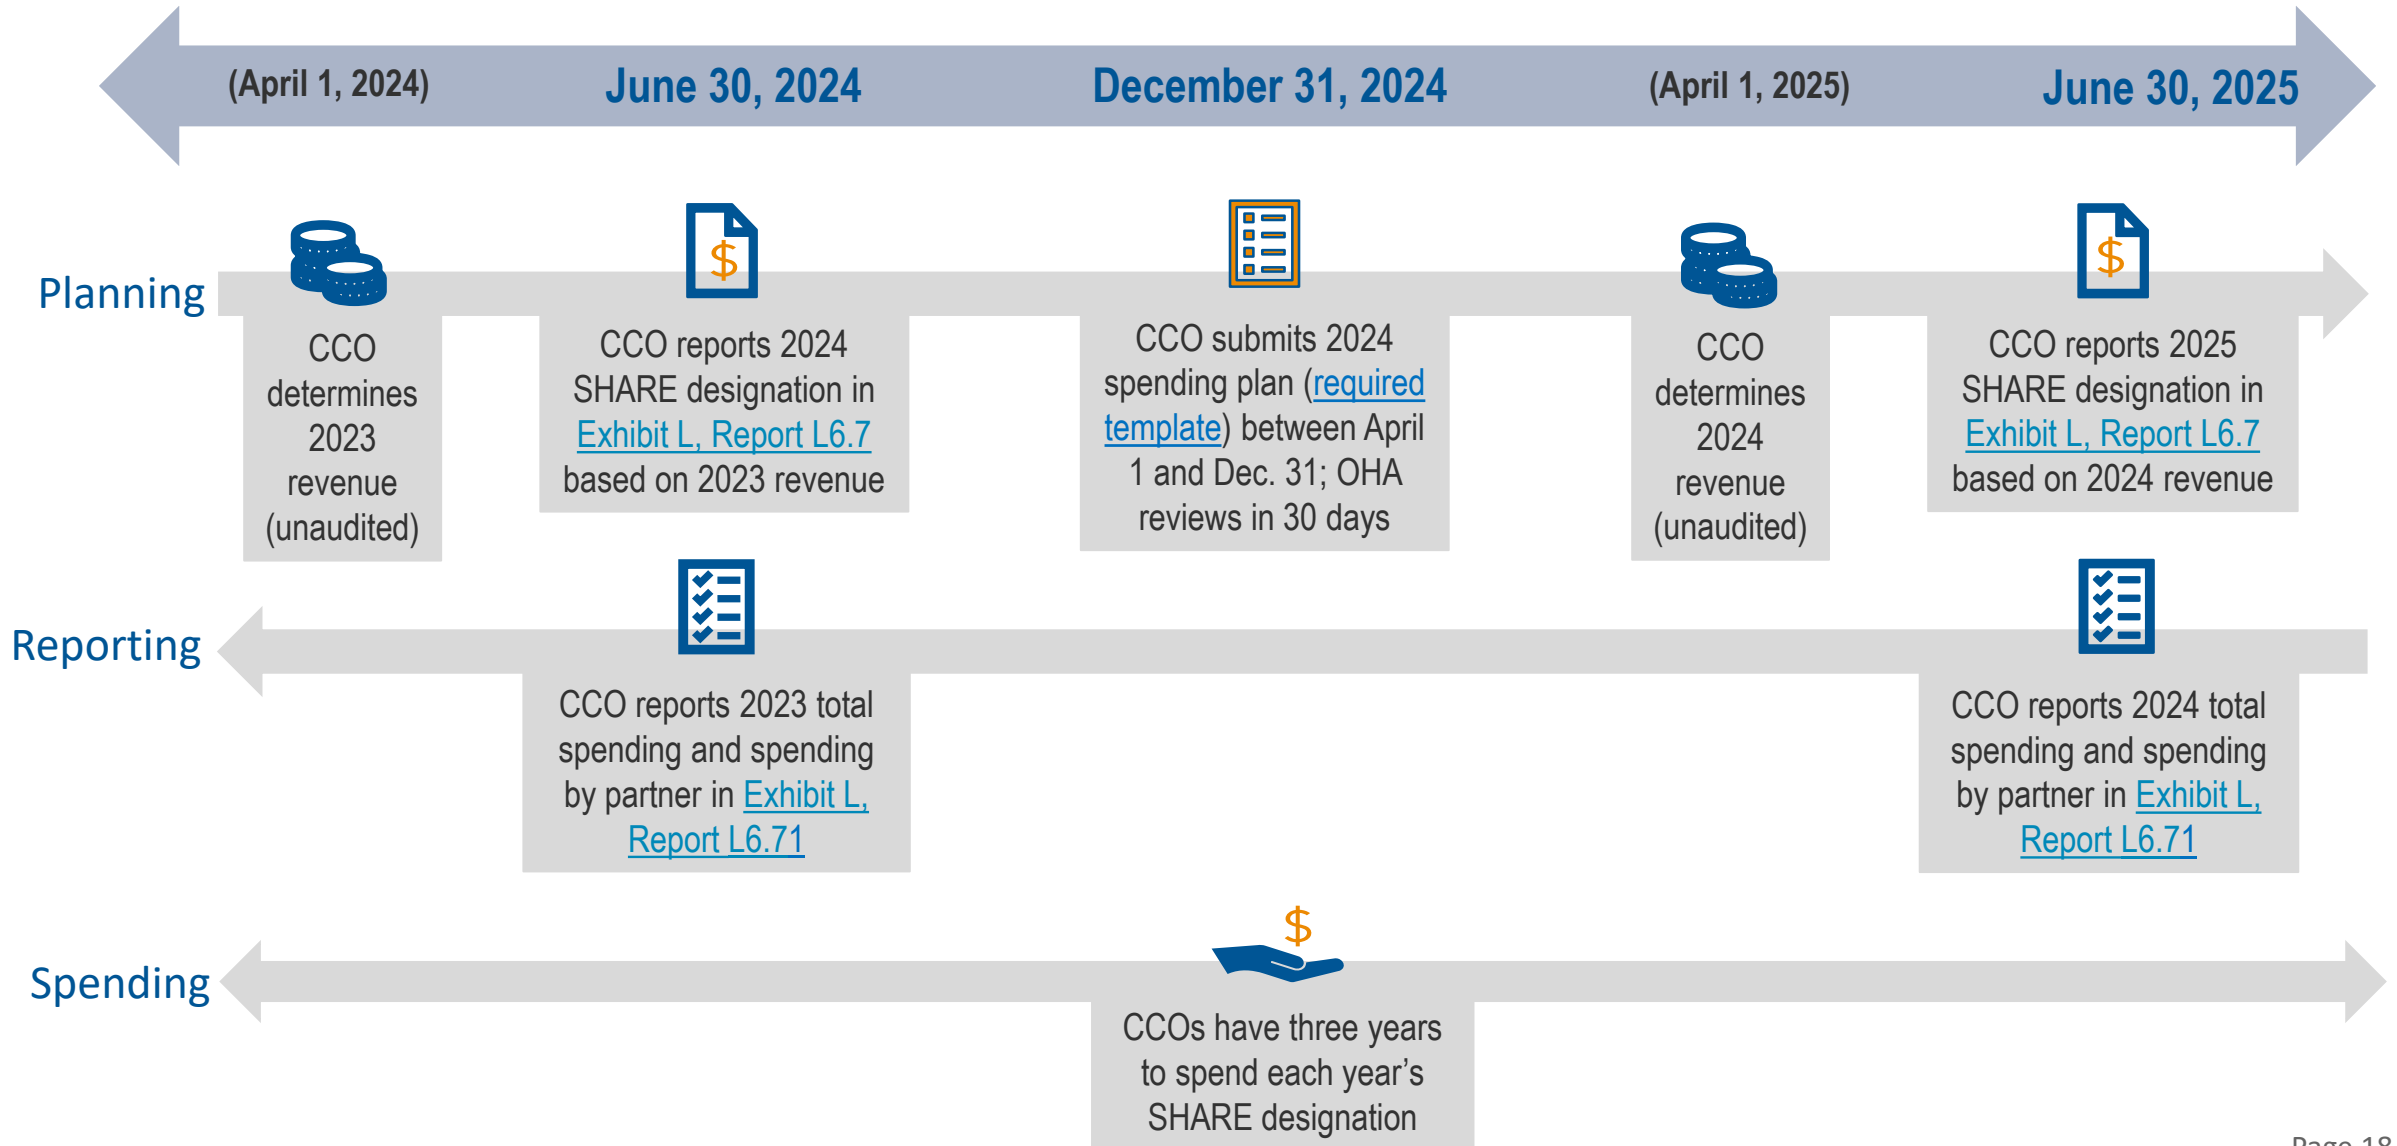 (April 1, 2024)
June 30, 2024
December 31, 2024
(April 1, 2025)
June 30, 2025
Planning
CCO
determines
2023
revenue
(unaudited)
CCO reports 2024
SHARE designation in
Exhibit L, Report L6.7
based on 2023 revenue
CCO submits 2024
spending plan (required
template) between April
1 and Dec. 31; OHA
reviews in 30 days
CCO
determines
2024
revenue
(unaudited)
CCO reports 2025
SHARE designation in
Exhibit L, Report L6.7
based on 2024 revenue
Reporting
CCO reports 2023 total
spending and spending
by partner in Exhibit L,
Report L6.71
CCO reports 2024 total
spending and spending
by partner in Exhibit L,
Report L6.71
Spending
$
CCOs have three years
to spend each year’s
SHARE designation
Page 18